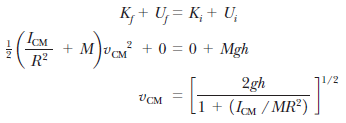 K_f + U_f = K_i + U_i
½(I_CM/R² + M)v_CM² + 0 = 0 + Mgh
v_CM = [2gh/(1 + (I_CM/MR²))]^1/2